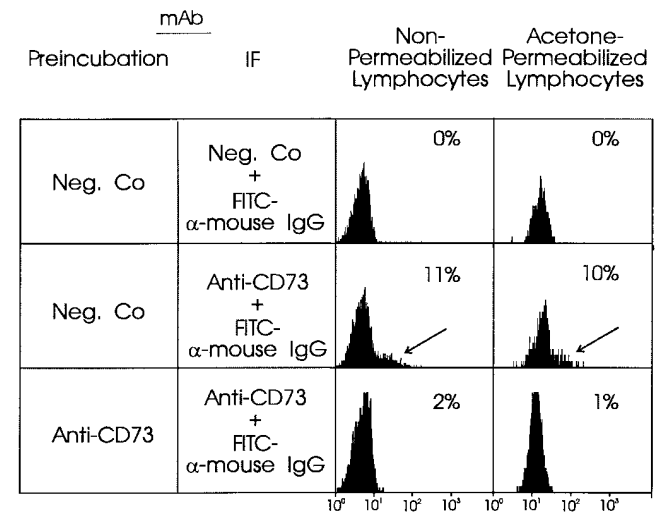 mAb
Preincubation IF Non-Permeabilized Lymphocytes Acetone-Permeabilized Lymphocytes
Neg. Co
Neg. Co
+
FITC-
α-mouse IgG
0%
0%
Neg. Co
Anti-CD73
+
FITC-
α-mouse IgG
11%
10%
Anti-CD73
Anti-CD73
+
FITC-
α-mouse IgG
2%
1%
10⁰ 10¹ 10² 10³ 10⁰ 10¹ 10² 10³